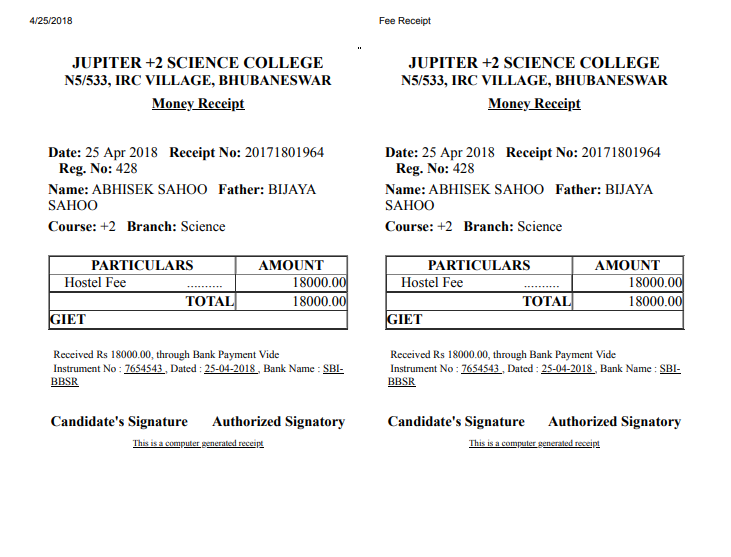 4/25/2018
Fee Receipt
"
JUPITER +2 SCIENCE COLLEGE
N5/533, IRC VILLAGE, BHUBANESWAR
Money Receipt
Date: 25 Apr 2018 Receipt No: 20171801964
Reg. No: 428
Name: ABHISEK SAHOO Father: BIJAYA
SAHOO
Course: +2 Branch: Science
PARTICULARS AMOUNT
Hostel Fee .......... 18000.00
TOTAL 18000.00
GIET
Received Rs 18000.00, through Bank Payment Vide
Instrument No : 7654543 , Dated : 25-04-2018 , Bank Name : SBI-
BBSR
Candidate's Signature Authorized Signatory
This is a computer generated receipt
JUPITER +2 SCIENCE COLLEGE
N5/533, IRC VILLAGE, BHUBANESWAR
Money Receipt
Date: 25 Apr 2018 Receipt No: 20171801964
Reg. No: 428
Name: ABHISEK SAHOO Father: BIJAYA
SAHOO
Course: +2 Branch: Science
PARTICULARS AMOUNT
Hostel Fee .......... 18000.00
TOTAL 18000.00
GIET
Received Rs 18000.00, through Bank Payment Vide
Instrument No : 7654543 , Dated : 25-04-2018 , Bank Name : SBI-
BBSR
Candidate's Signature Authorized Signatory
This is a computer generated receipt